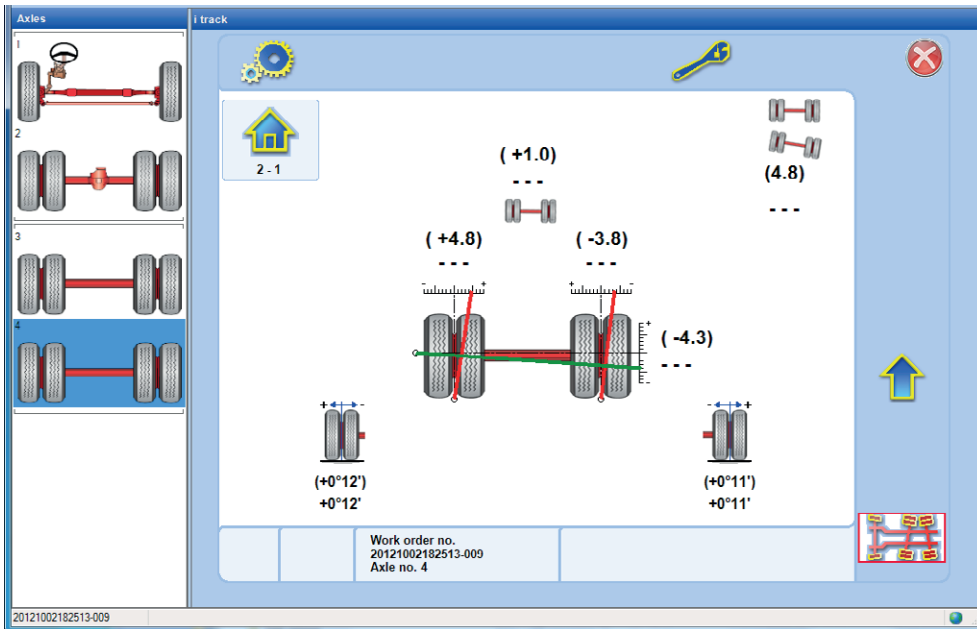 Axles
i track
1
2
3
4
2 - 1
( +1.0)
- - -
(4.8)
- - -
( +4.8)
- - -
( -3.8)
- - -
- +
- +
+
( -4.3)
- - -
-
+ -
(+0°12')
+0°12'
- +
(+0°11')
+0°11'
Work order no.
20121002182513-009
Axle no. 4
20121002182513-009